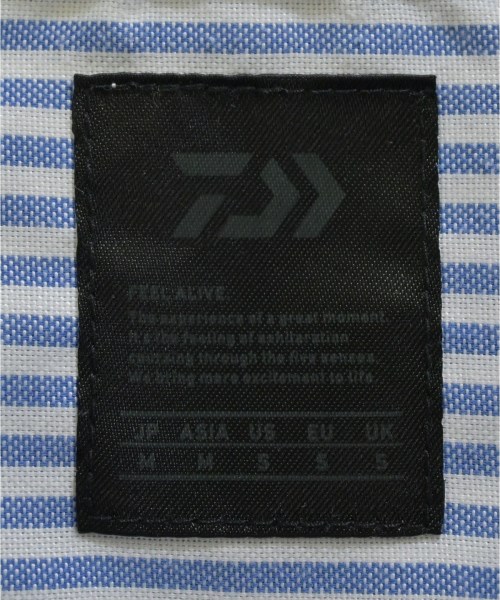 FEEL ALIVE.
The experience of a great moment.
It's the feeling of exhilaration
coursing through the five senses.
We bring more excitement to life.
JP ASIA US EU UK
M M S S S